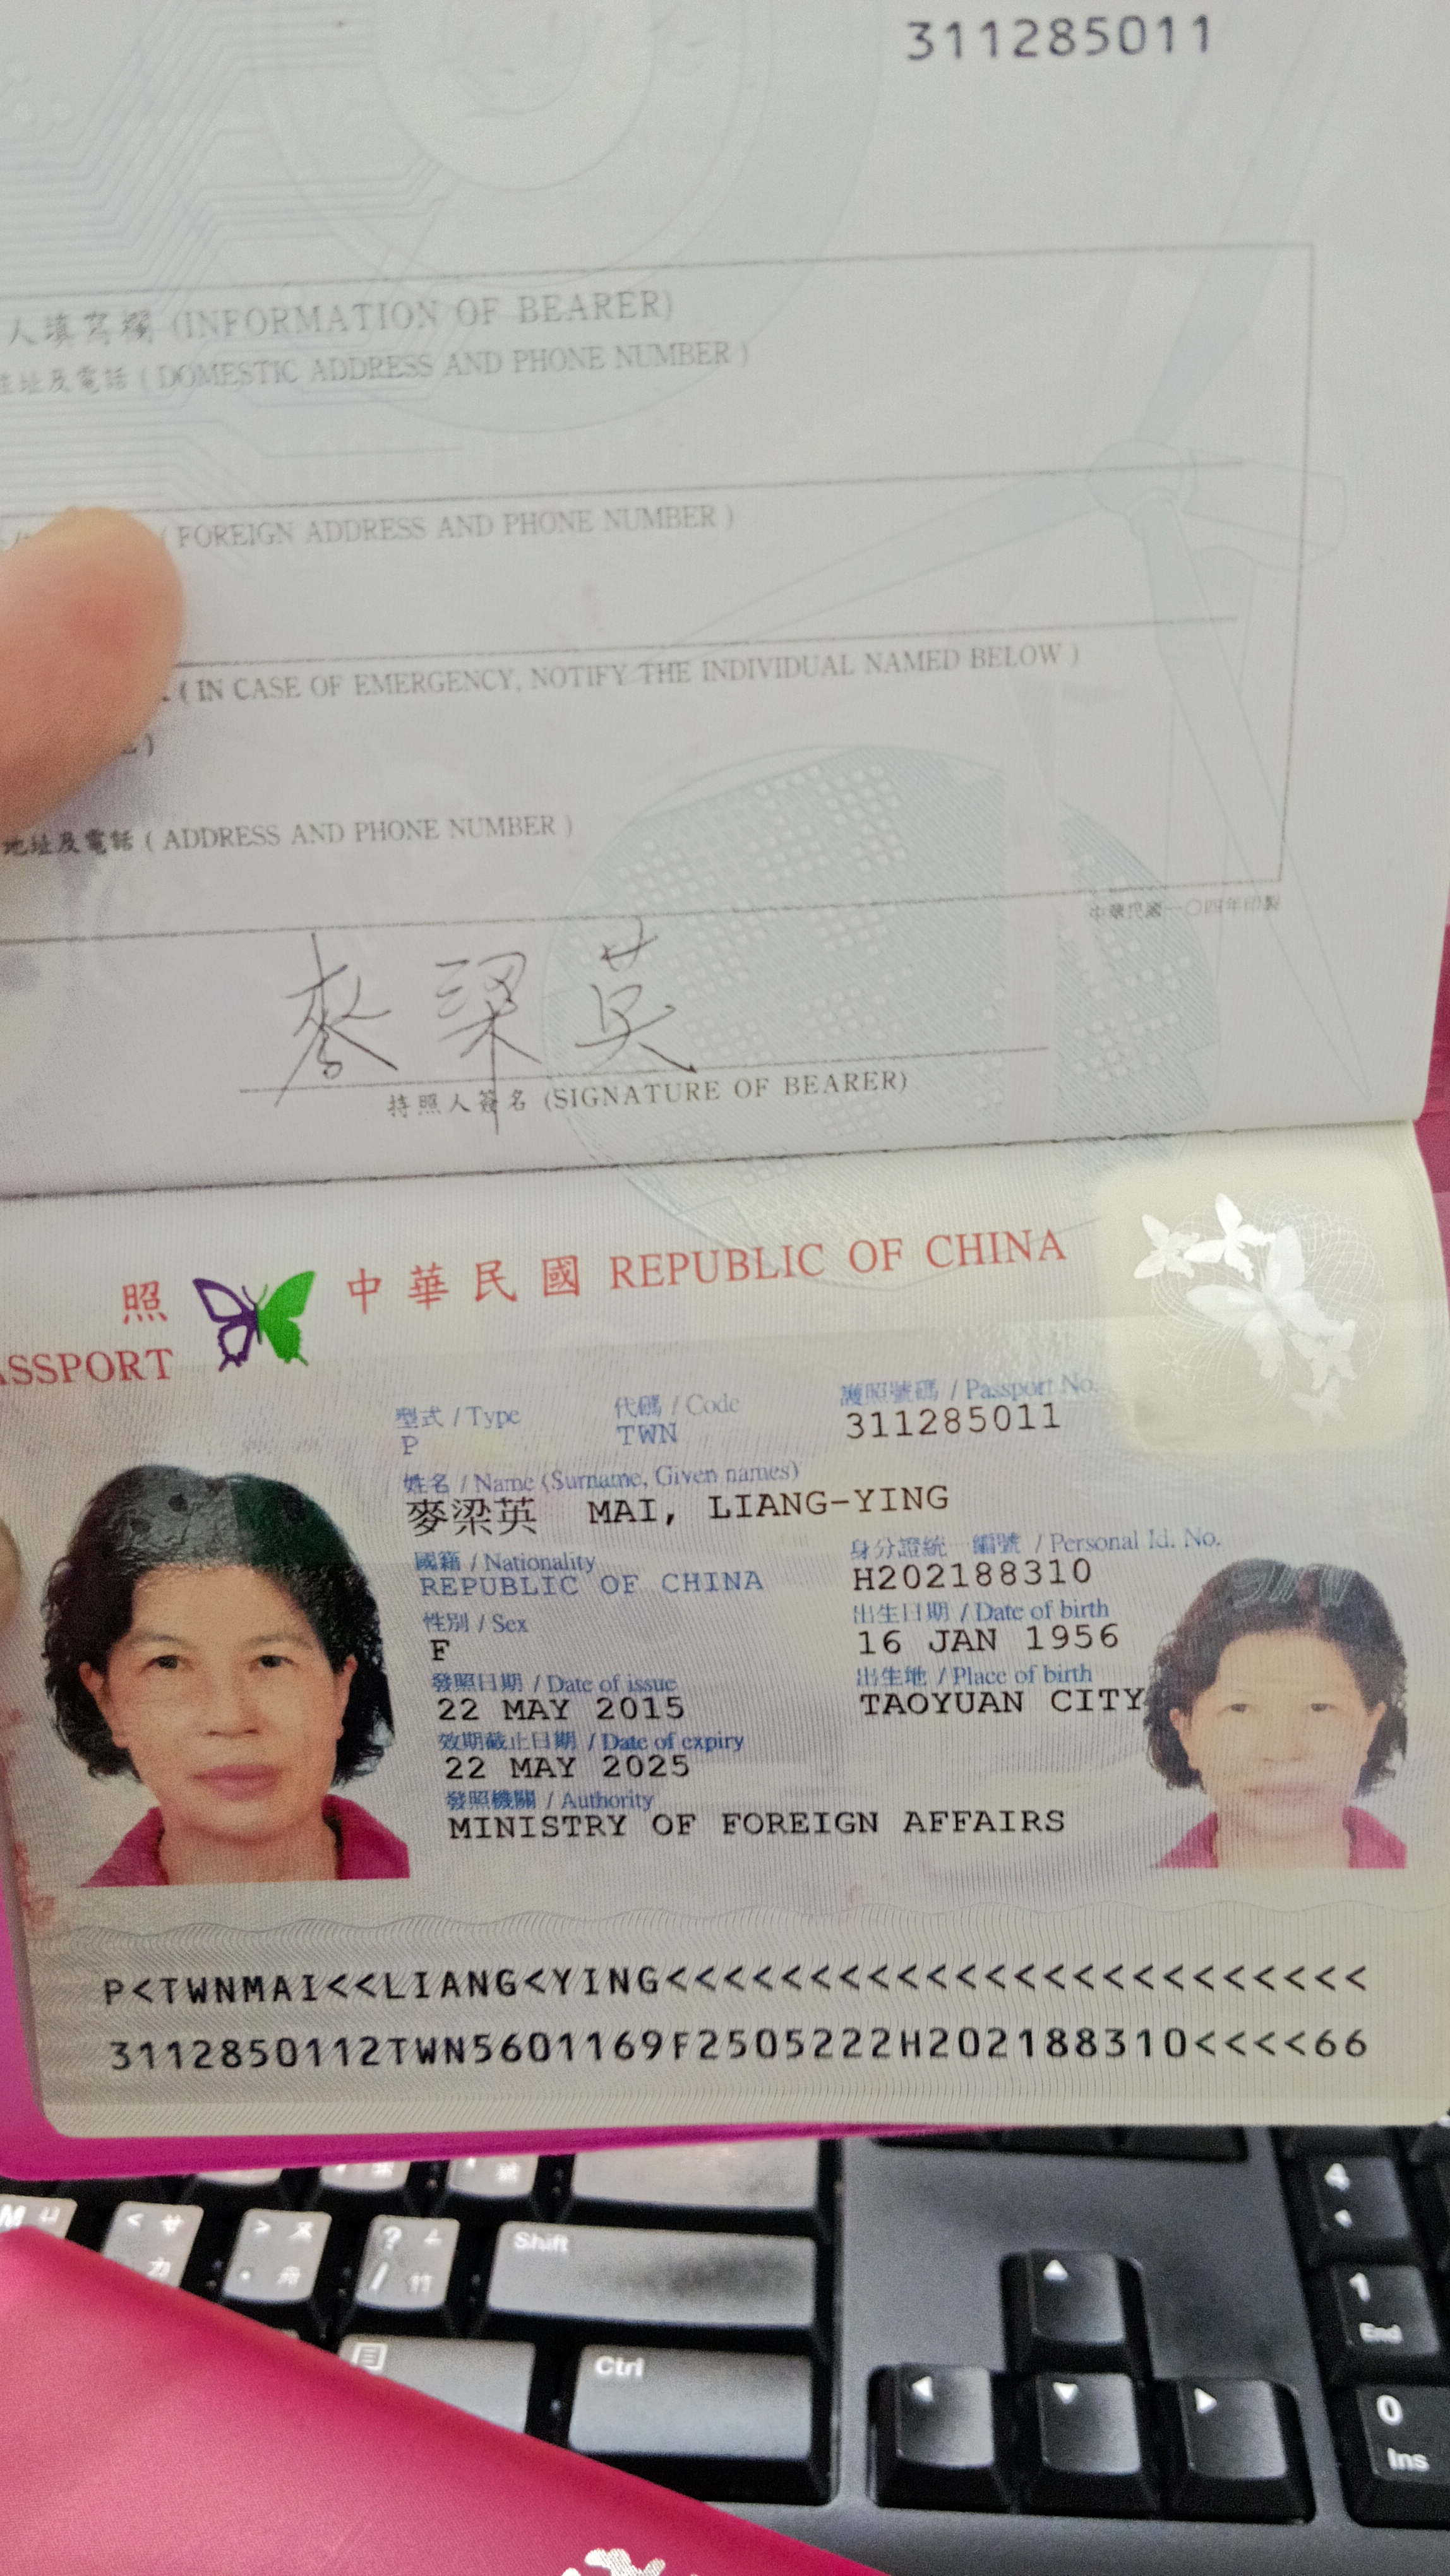 311285011
人填寫欄 (INFORMATION OF BEARER)
住址及電話 ( DOMESTIC ADDRESS AND PHONE NUMBER )
( FOREIGN ADDRESS AND PHONE NUMBER )
( IN CASE OF EMERGENCY, NOTIFY THE INDIVIDUAL NAMED BELOW )
地址及電話 ( ADDRESS AND PHONE NUMBER )
中華民國一〇四年印製
麥梁英
持照人簽名 (SIGNATURE OF BEARER)
照 中華民國 REPUBLIC OF CHINA
ASSPORT
型式 / Type 代碼 / Code 護照號碼 / Passport No.
P TWN 311285011
姓名 / Name (Surname, Given names)
麥梁英 MAI, LIANG-YING
國籍 / Nationality 身分證統一編號 / Personal Id. No.
REPUBLIC OF CHINA H202188310
性別 / Sex 出生日期 / Date of birth
F 16 JAN 1956
發照日期 / Date of issue 出生地 / Place of birth
22 MAY 2015 TAOYUAN CITY
效期截止日期 / Date of expiry
22 MAY 2025
發照機關 / Authority
MINISTRY OF FOREIGN AFFAIRS
P<TWNMAI<<LIANG<YING<<<<<<<<<<<<<<<<<<<<<<<<
3112850112TWN5601169F2505222H202188310<<<<66
M ㄩ < ㄝ > ㄡ ? ㄥ Shift 4
力 . 舟 / 竹
1
End
Ctrl
0
Ins